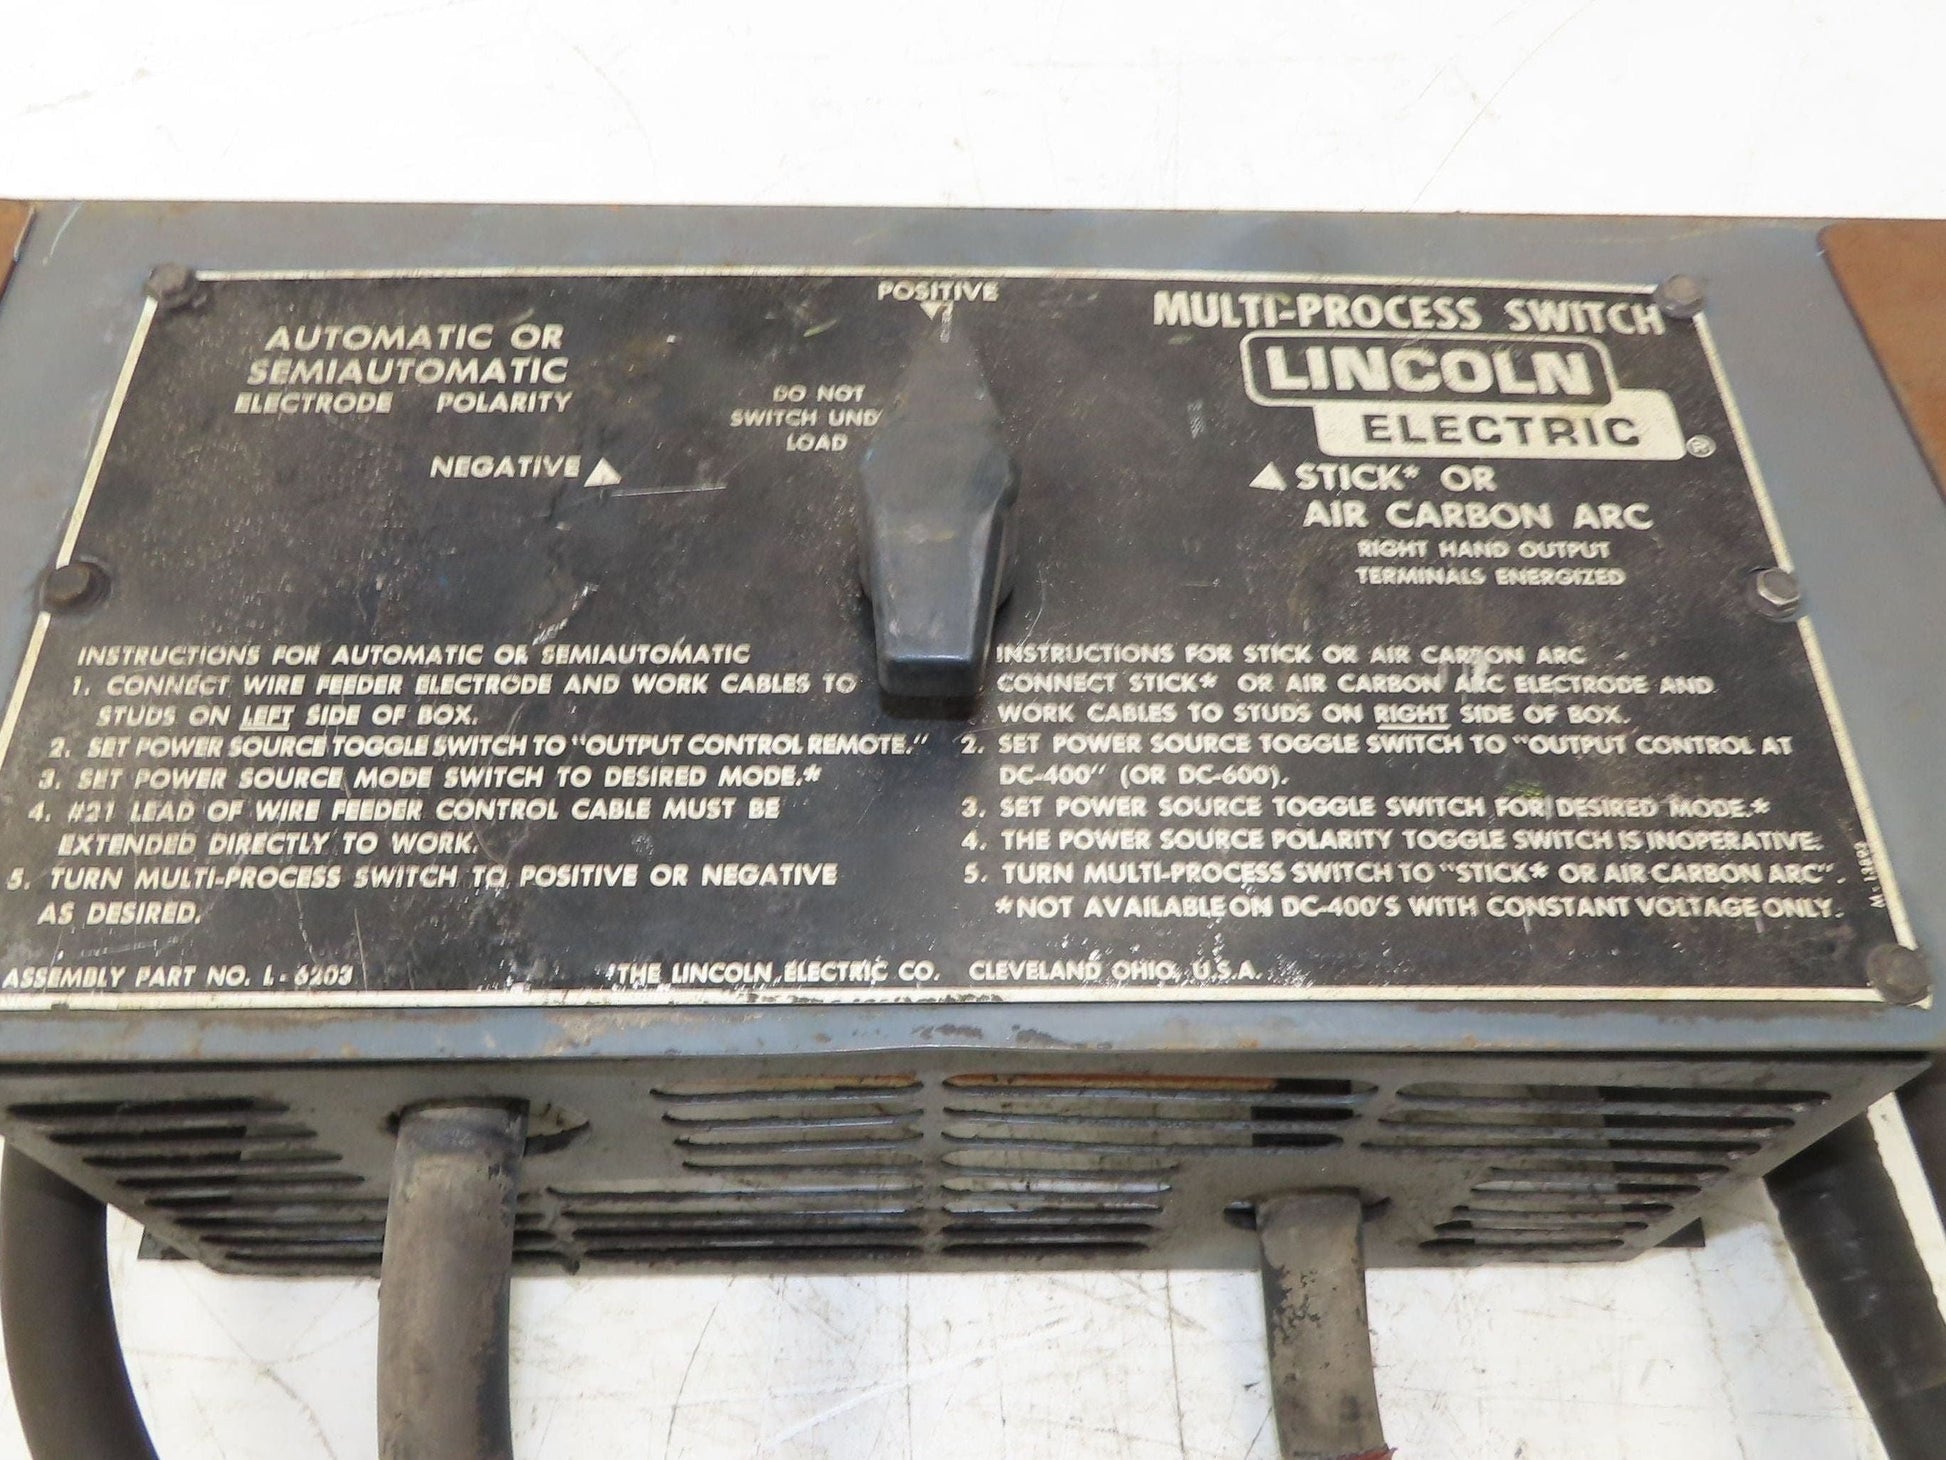 POSITIVE
AUTOMATIC OR
SEMIAUTOMATIC
ELECTRODE POLARITY
NEGATIVE
DO NOT
SWITCH UND
LOAD
MULTI-PROCESS SWITCH
LINCOLN
ELECTRIC
®
STICK* OR
AIR CARBON ARC
RIGHT HAND OUTPUT
TERMINALS ENERGIZED
INSTRUCTIONS FOR AUTOMATIC OR SEMIAUTOMATIC
1. CONNECT WIRE FEEDER ELECTRODE AND WORK CABLES TO
STUDS ON LEFT SIDE OF BOX.
2. SET POWER SOURCE TOGGLE SWITCH TO "OUTPUT CONTROL REMOTE."
3. SET POWER SOURCE MODE SWITCH TO DESIRED MODE.*
4. #21 LEAD OF WIRE FEEDER CONTROL CABLE MUST BE
EXTENDED DIRECTLY TO WORK.
5. TURN MULTI-PROCESS SWITCH TO POSITIVE OR NEGATIVE
AS DESIRED.
INSTRUCTIONS FOR STICK OR AIR CARBON ARC
CONNECT STICK* OR AIR CARBON ARC ELECTRODE AND
WORK CABLES TO STUDS ON RIGHT SIDE OF BOX.
2. SET POWER SOURCE TOGGLE SWITCH TO "OUTPUT CONTROL AT
DC-400" (OR DC-600).
3. SET POWER SOURCE TOGGLE SWITCH FOR DESIRED MODE.*
4. THE POWER SOURCE POLARITY TOGGLE SWITCH IS INOPERATIVE.
5. TURN MULTI-PROCESS SWITCH TO "STICK* OR AIR CARBON ARC".
*NOT AVAILABLE ON DC-400'S WITH CONSTANT VOLTAGE ONLY.
ASSEMBLY PART NO. L-6203
THE LINCOLN ELECTRIC CO. CLEVELAND, OHIO, U.S.A.